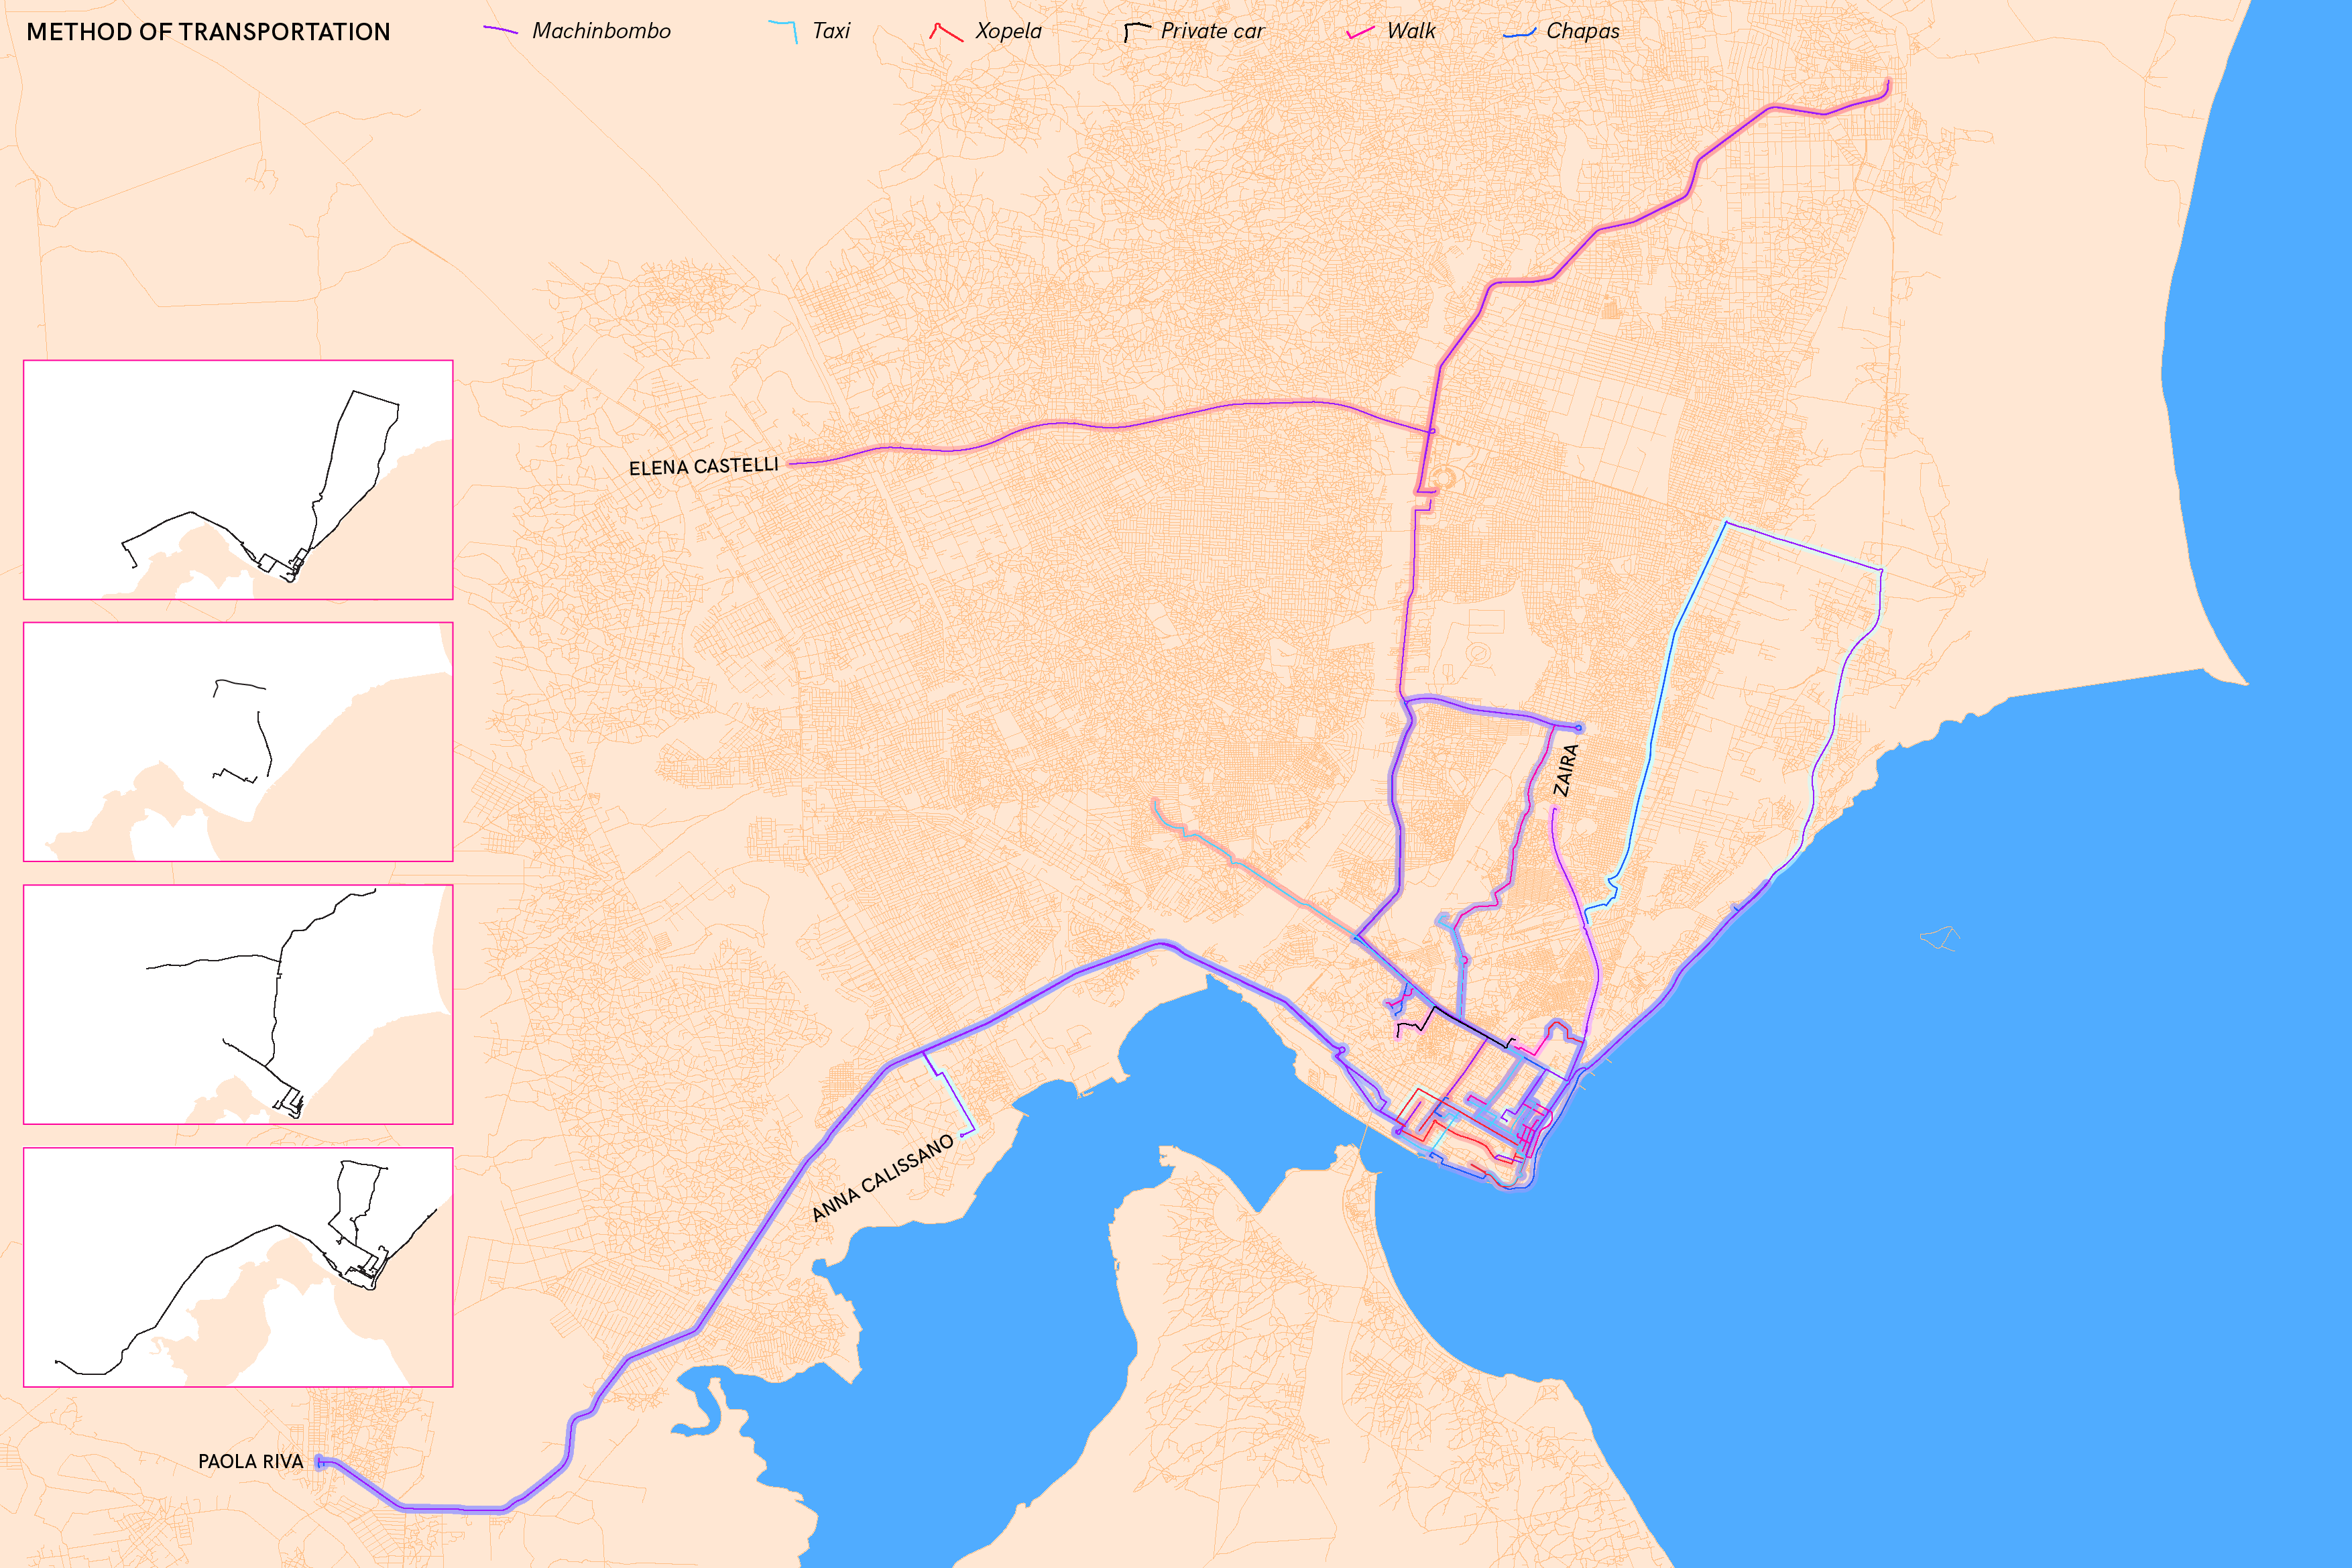 METHOD OF TRANSPORTATION
Machinbombo
Taxi
Xopela
Private car
Walk
Chapas
ELENA CASTELLI
ZAIRA
ANNA CALISSANO
PAOLA RIVA